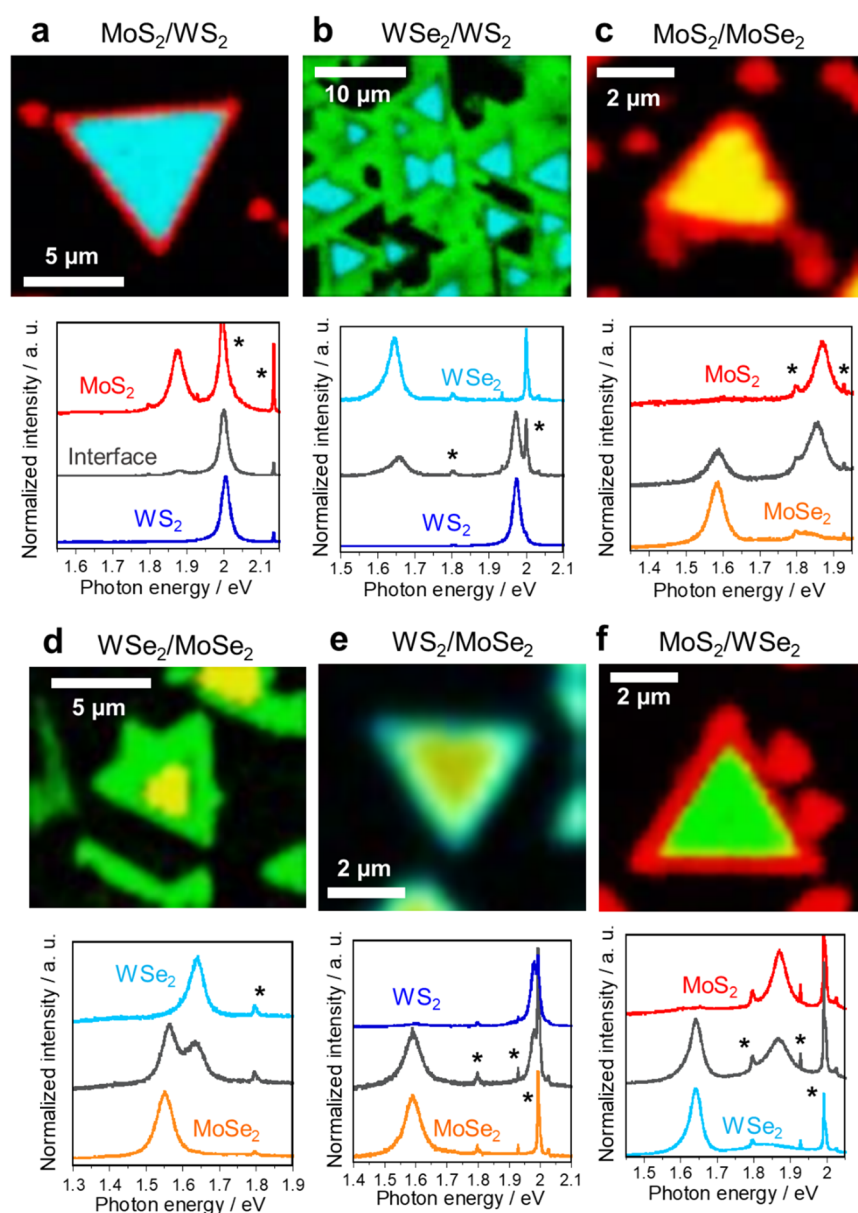 a MoS₂/WS₂
b WSe₂/WS₂
c MoS₂/MoSe₂
5 µm
10 µm
2 µm
Normalized intensity / a. u.
MoS₂
*
*
Interface
WS₂
1.6 1.7 1.8 1.9 2 2.1
Photon energy / eV
Normalized intensity / a. u.
WSe₂
*
*
WS₂
1.5 1.6 1.7 1.8 1.9 2 2.1
Photon energy / eV
Normalized intensity / a. u.
MoS₂
*
*
MoSe₂
1.4 1.5 1.6 1.7 1.8 1.9
Photon energy / eV
d WSe₂/MoSe₂
e WS₂/MoSe₂
f MoS₂/WSe₂
5 µm
2 µm
2 µm
Normalized intensity / a. u.
WSe₂
*
MoSe₂
1.3 1.4 1.5 1.6 1.7 1.8 1.9
Photon energy / eV
Normalized intensity / a. u.
WS₂
*
*
*
MoSe₂
1.4 1.5 1.6 1.7 1.8 1.9 2 2.1
Photon energy / eV
Normalized intensity / a. u.
MoS₂
*
*
*
WSe₂
1.5 1.6 1.7 1.8 1.9 2
Photon energy / eV